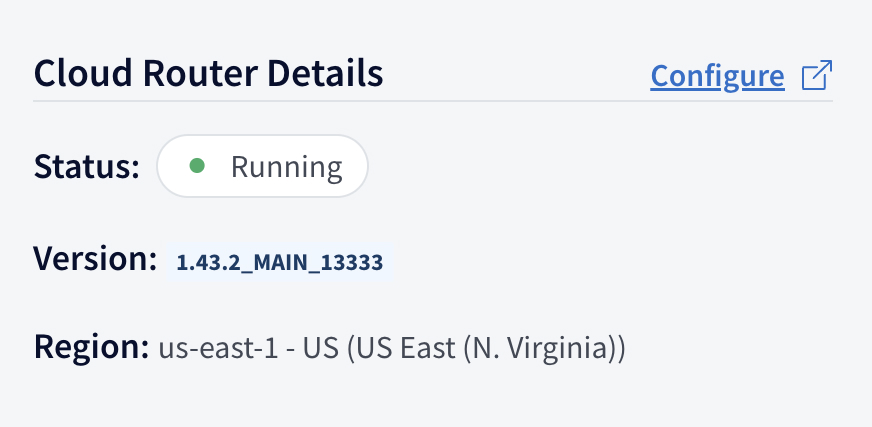 Cloud Router Details Configure
Status: Running
Version: 1.43.2_MAIN_13333
Region: us-east-1 - US (US East (N. Virginia))